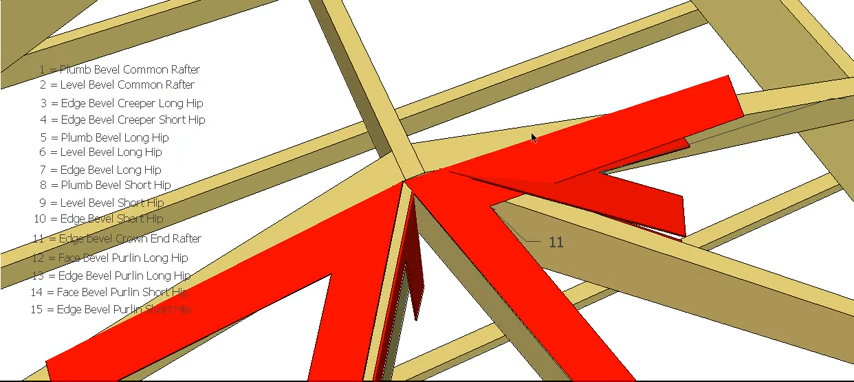 1 = Plumb Bevel Common Rafter
2 = Level Bevel Common Rafter
3 = Edge Bevel Creeper Long Hip
4 = Edge Bevel Creeper Short Hip
5 = Plumb Bevel Long Hip
6 = Level Bevel Long Hip
7 = Edge Bevel Long Hip
8 = Plumb Bevel Short Hip
9 = Level Bevel Short Hip
10 = Edge Bevel Short Hip
11 = Edge bevel Crown End Rafter
12 = Face Bevel Purlin Long Hip
13 = Edge Bevel Purlin Long Hip
14 = Face Bevel Purlin Short Hip
15 = Edge Bevel Purlin Short Hip
11